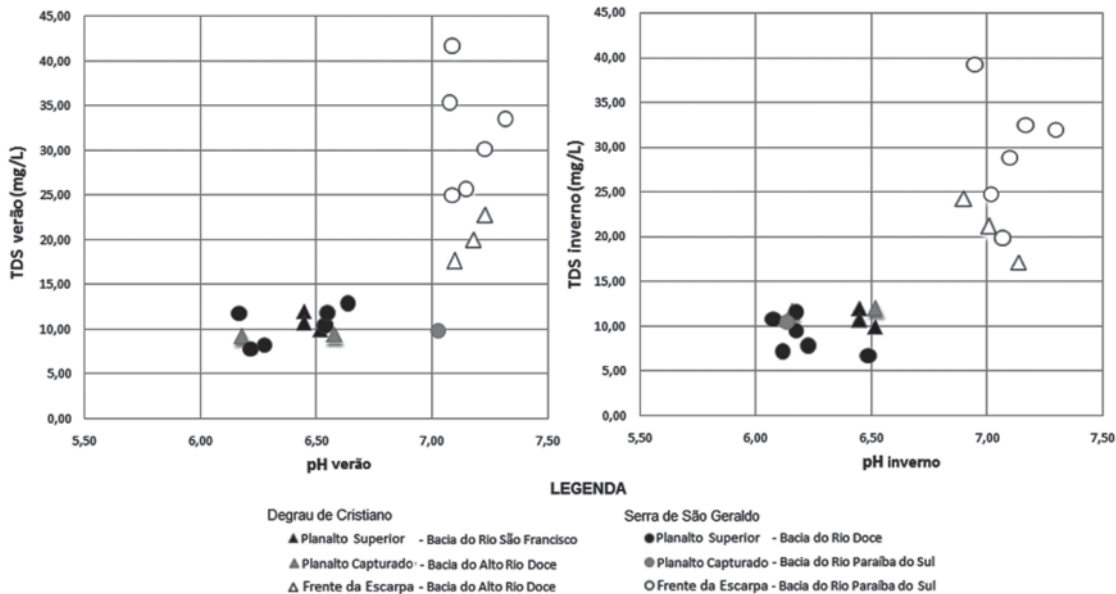 45,00
40,00
35,00
30,00
25,00
20,00
15,00
10,00
5,00
0,00
TDS verão (mg/L)
5,50 6,00 6,50 7,00 7,50
pH verão
45,00
40,00
35,00
30,00
25,00
20,00
15,00
10,00
5,00
0,00
TDS inverno (mg/L)
5,50 6,00 6,50 7,00 7,50
pH inverno
LEGENDA
Degrau de Cristiano
Planalto Superior - Bacia do Rio São Francisco
Planalto Capturado - Bacia do Alto Rio Doce
Frente da Escarpa - Bacia do Alto Rio Doce
Serra de São Geraldo
Planalto Superior - Bacia do Rio Doce
Planalto Capturado - Bacia do Rio Paraíba do Sul
Frente da Escarpa - Bacia do Rio Paraíba do Sul